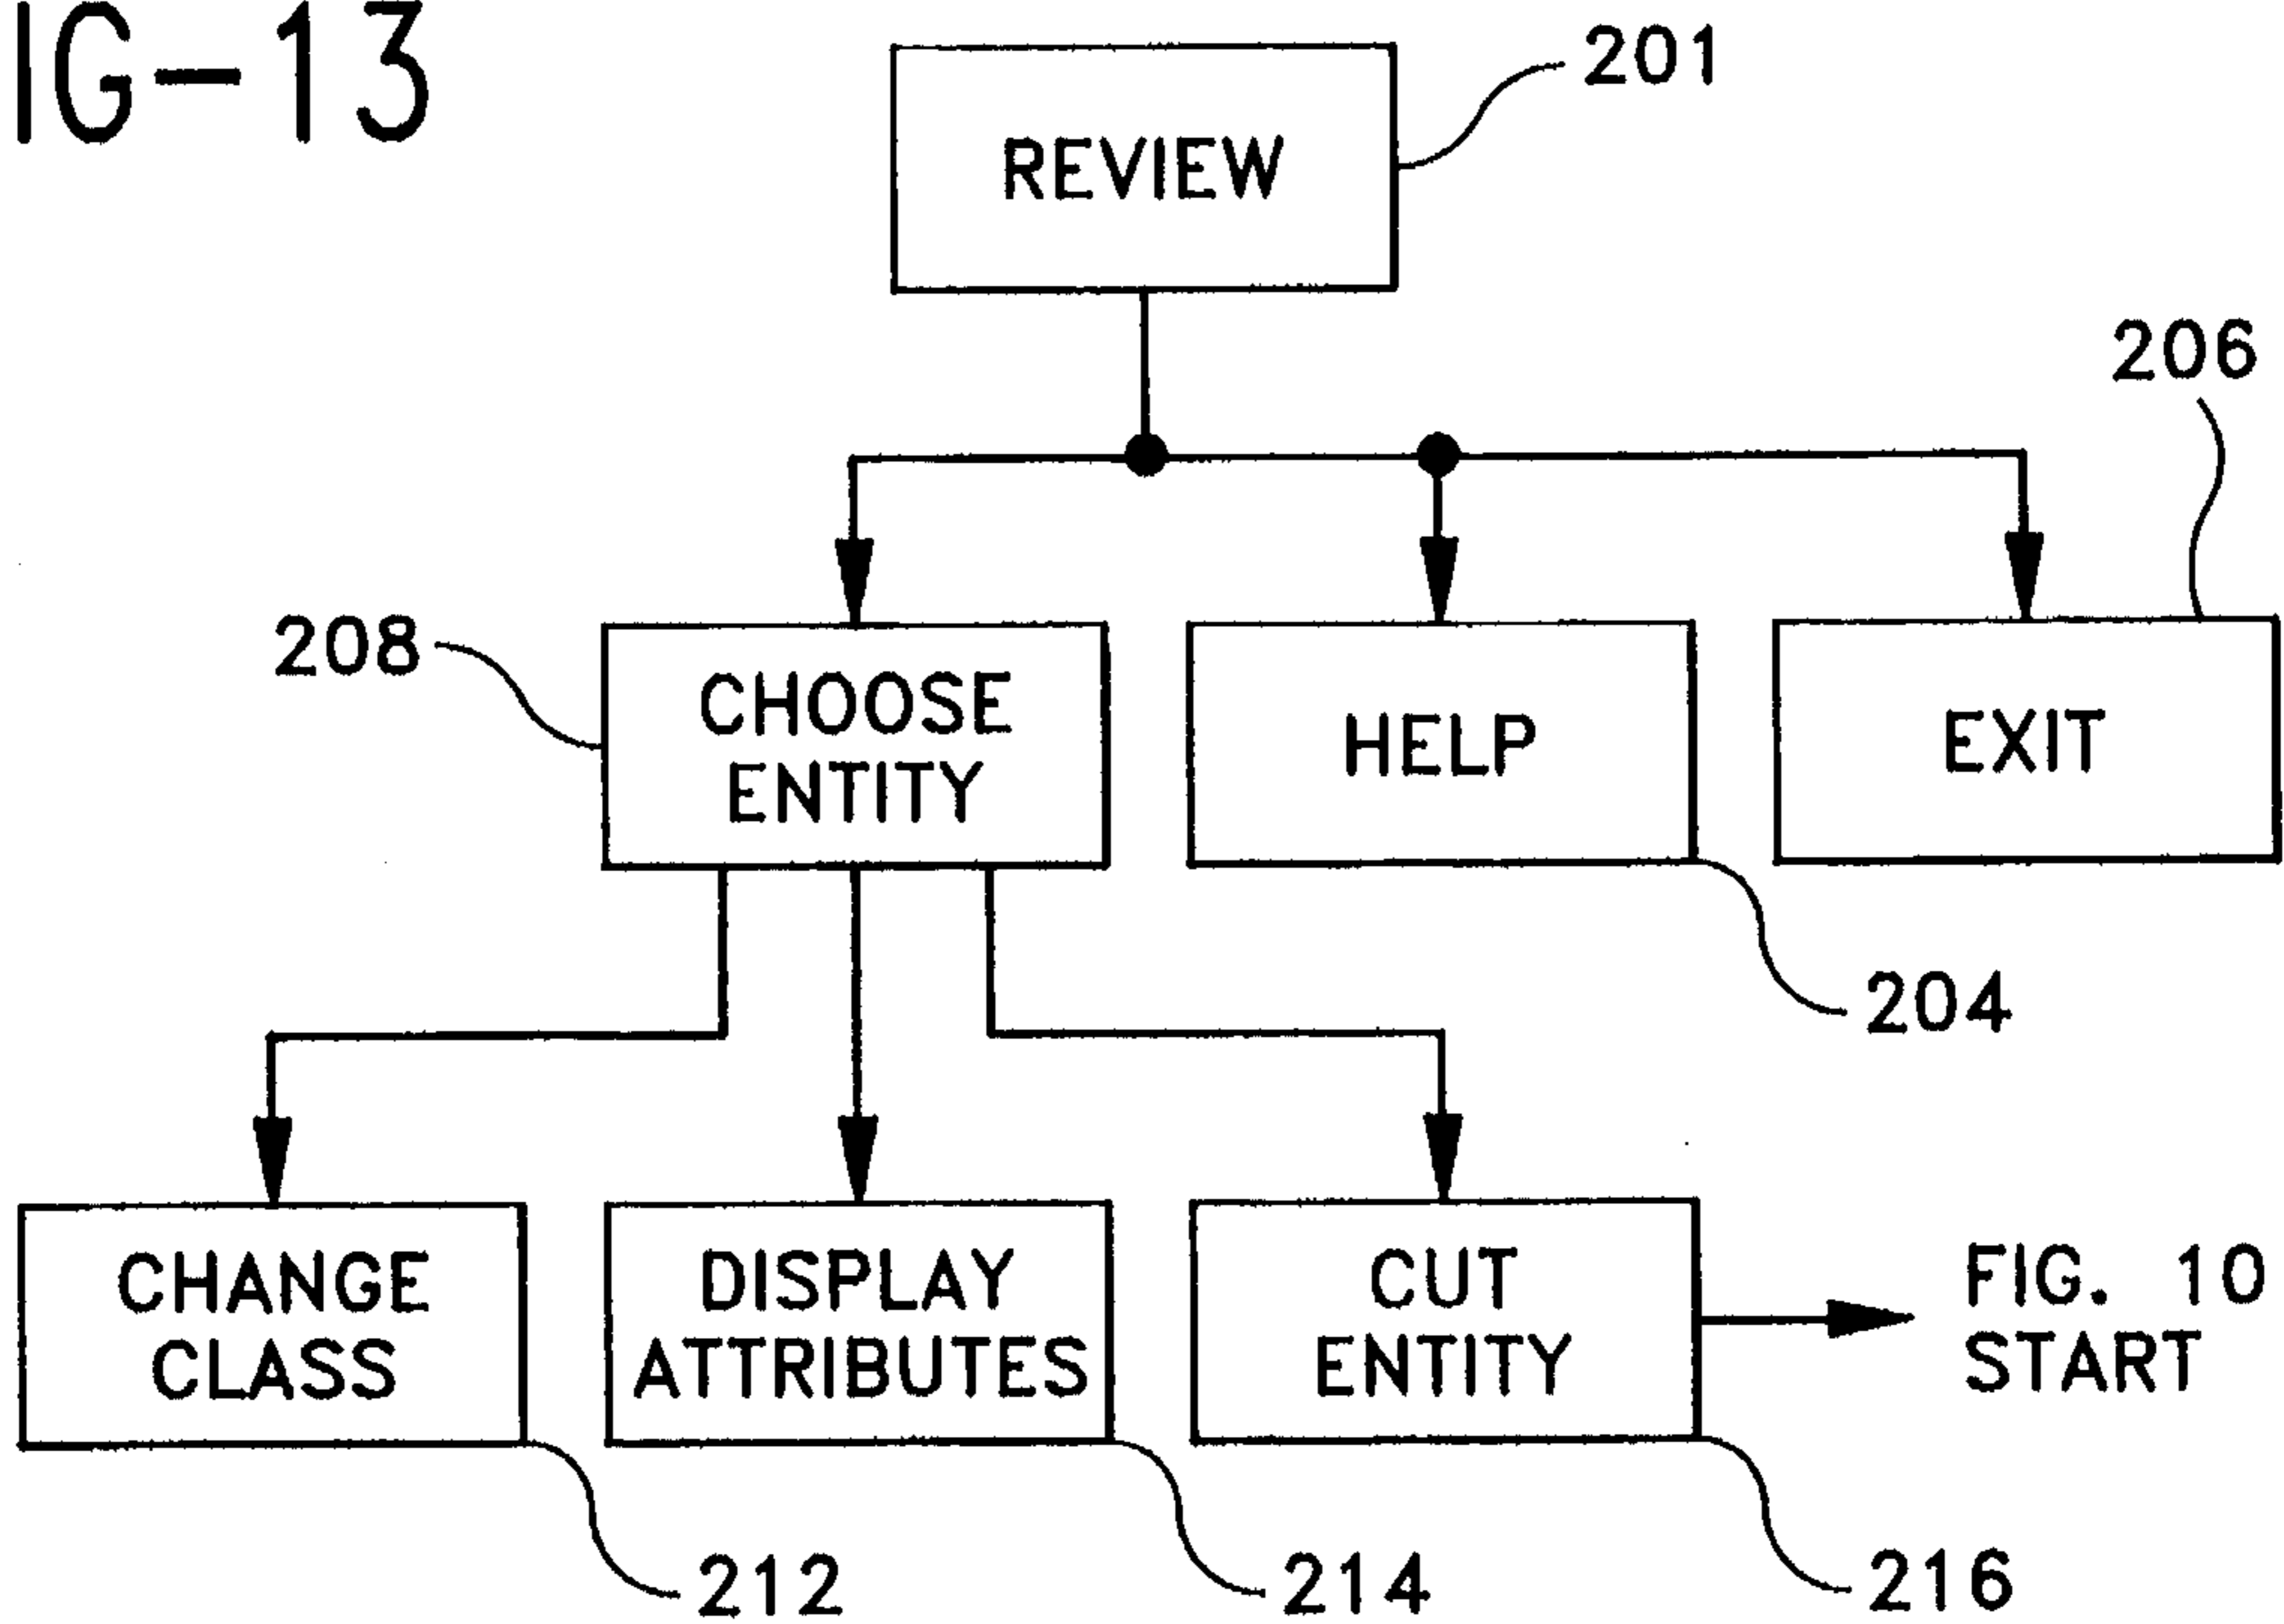 IG-13
201
REVIEW
206
208
CHOOSE
ENTITY
HELP
EXIT
204
CHANGE
CLASS
DISPLAY
ATTRIBUTES
CUT
ENTITY
FIG. 10
START
212
214
216